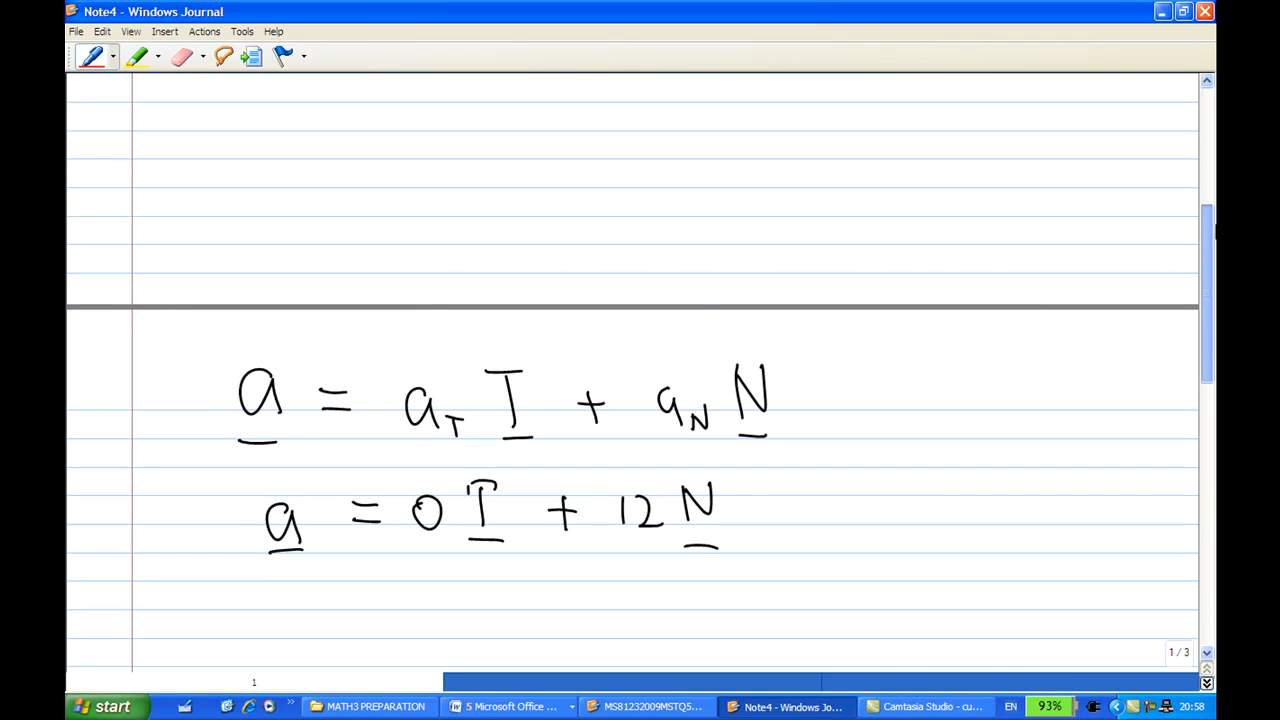 Note4 - Windows Journal
File Edit View Insert Actions Tools Help
a = a_T T + a_N N
a = 0 T + 12 N
1 / 3
1
start
MATH3 PREPARATION
5 Microsoft Office ...
MS81232009MSTQ5...
Note4 - Windows Jo...
Camtasia Studio - cu...
EN
93%
20:58